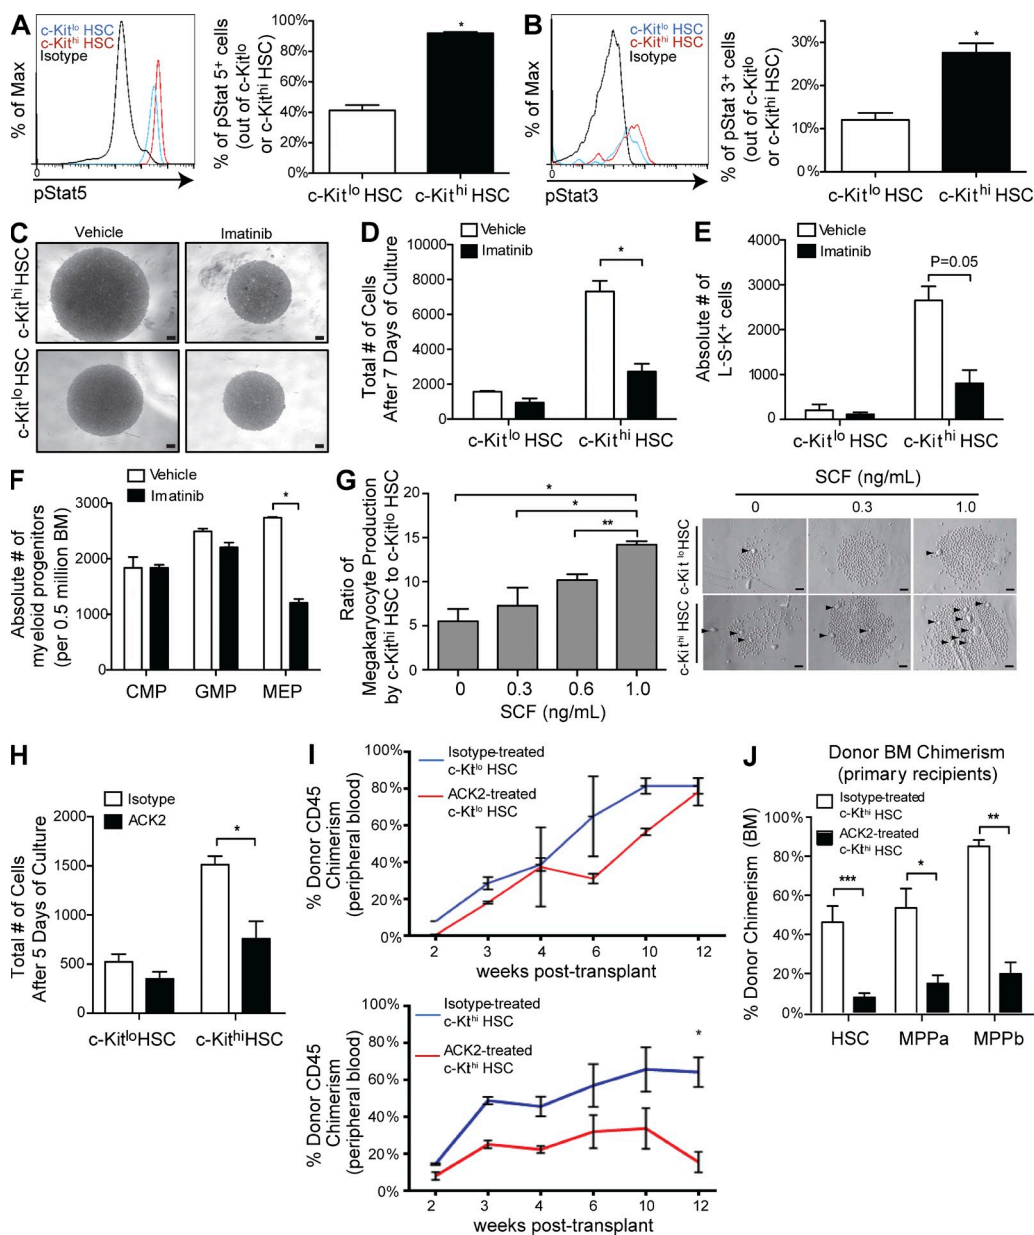 A
c-Kitlo HSC
c-Kithi HSC
Isotype
% of Max
0
pStat5
% of pStat 5+ cells
(out of c-Kitlo
or c-Kithi HSC)
100%
80%
60%
40%
20%
0%
*
c-Kitlo HSC
c-Kithi HSC
B
c-Kitlo HSC
c-Kithi HSC
Isotype
% of Max
0
pStat3
% of pStat 3+ cells
(out of c-Kitlo
or c-Kithi HSC)
30%
20%
10%
0%
*
c-Kitlo HSC
c-Kithi HSC
C
Vehicle
Imatinib
c-Kithi HSC
c-Kitlo HSC
D
Vehicle
Imatinib
Total # of Cells
After 7 Days of Culture
10000
8000
6000
4000
2000
0
*
c-Kitlo HSC
c-Kithi HSC
E
Vehicle
Imatinib
Absolute # of
L-S-K+ cells
4000
3000
2000
1000
0
P=0.05
c-Kitlo HSC
c-Kithi HSC
F
Vehicle
Imatinib
Absolute # of
myeloid progenitors
(per 0.5 million BM)
3000
2000
1000
0
*
CMP
GMP
MEP
G
Ratio of
Megakaryocyte Production
by c-Kithi HSC to c-Kitlo HSC
20
15
10
5
0
*
*
**
0
0.3
0.6
1.0
SCF (ng/mL)
SCF (ng/mL)
0
0.3
1.0
c-Kit lo HSC
c-Kit hi HSC
H
Isotype
ACK2
Total # of Cells
After 5 Days of Culture
2000
1500
1000
500
0
*
c-KitloHSC
c-KithiHSC
I
% Donor CD45
Chimerism
(peripheral blood)
100%
80%
60%
40%
20%
0%
Isotype-treated
c-Kitlo HSC
ACK2-treated
c-Kitlo HSC
2
3
4
6
10
12
weeks post-transplant
% Donor CD45
Chimerism
(peripheral blood)
100%
80%
60%
40%
20%
0%
Isotype-treated
c-Kithi HSC
ACK2-treated
c-Kithi HSC
*
2
3
4
6
10
12
weeks post-transplant
J
Donor BM Chimerism
(primary recipients)
Isotype-treated
c-Kithi HSC
ACK2-treated
c-Kithi HSC
% Donor Chimerism (BM)
100%
80%
60%
40%
20%
0%
***
*
**
HSC
MPPa
MPPb